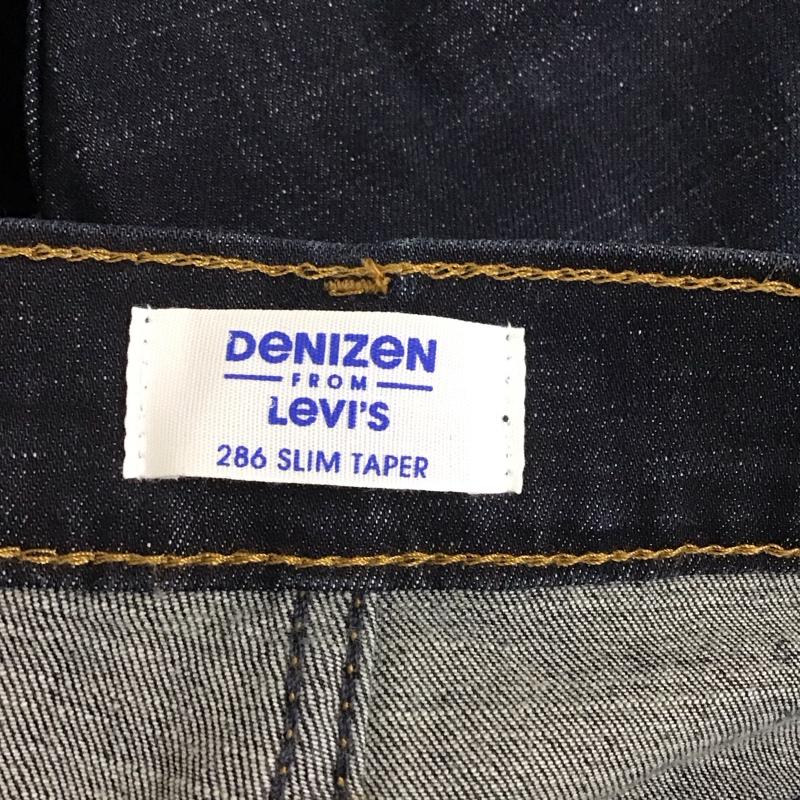 DeNIZeN
FROM
LeVI'S
286 SLIM TAPER